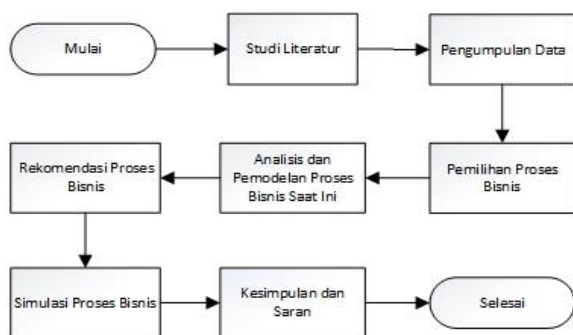 Mulai
Studi Literatur
Pengumpulan Data
Pemilihan Proses
Bisnis
Analisis dan
Pemodelan Proses
Bisnis Saat Ini
Rekomendasi Proses
Bisnis
Simulasi Proses Bisnis
Kesimpulan dan
Saran
Selesai